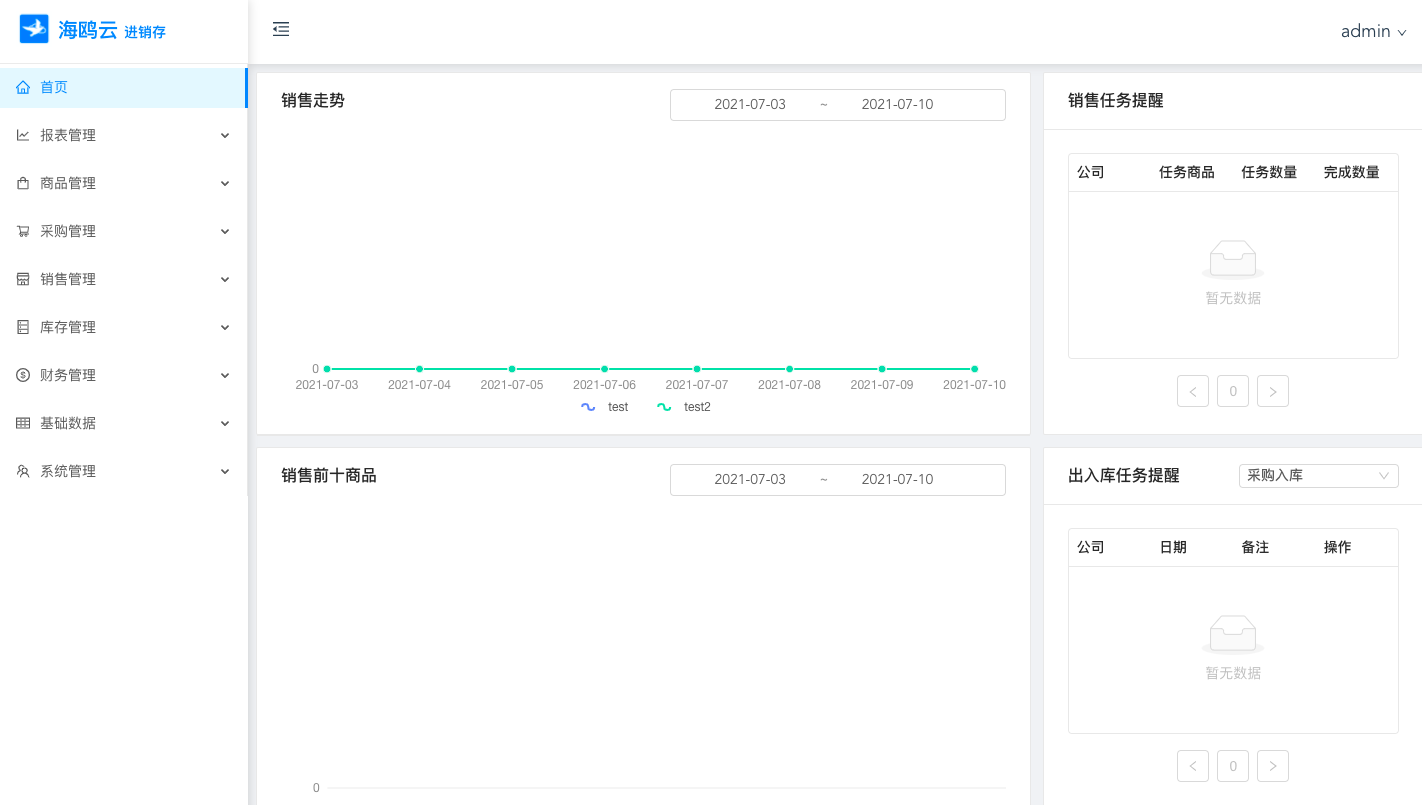 海鸥云 进销存
admin
首页
报表管理
商品管理
采购管理
销售管理
库存管理
财务管理
基础数据
系统管理
销售走势
2021-07-03 ~ 2021-07-10
0
2021-07-03 2021-07-04 2021-07-05 2021-07-06 2021-07-07 2021-07-08 2021-07-09 2021-07-10
test test2
销售任务提醒
公司 任务商品 任务数量 完成数量
暂无数据
0
销售前十商品
2021-07-03 ~ 2021-07-10
0
出入库任务提醒 采购入库
公司 日期 备注 操作
暂无数据
0